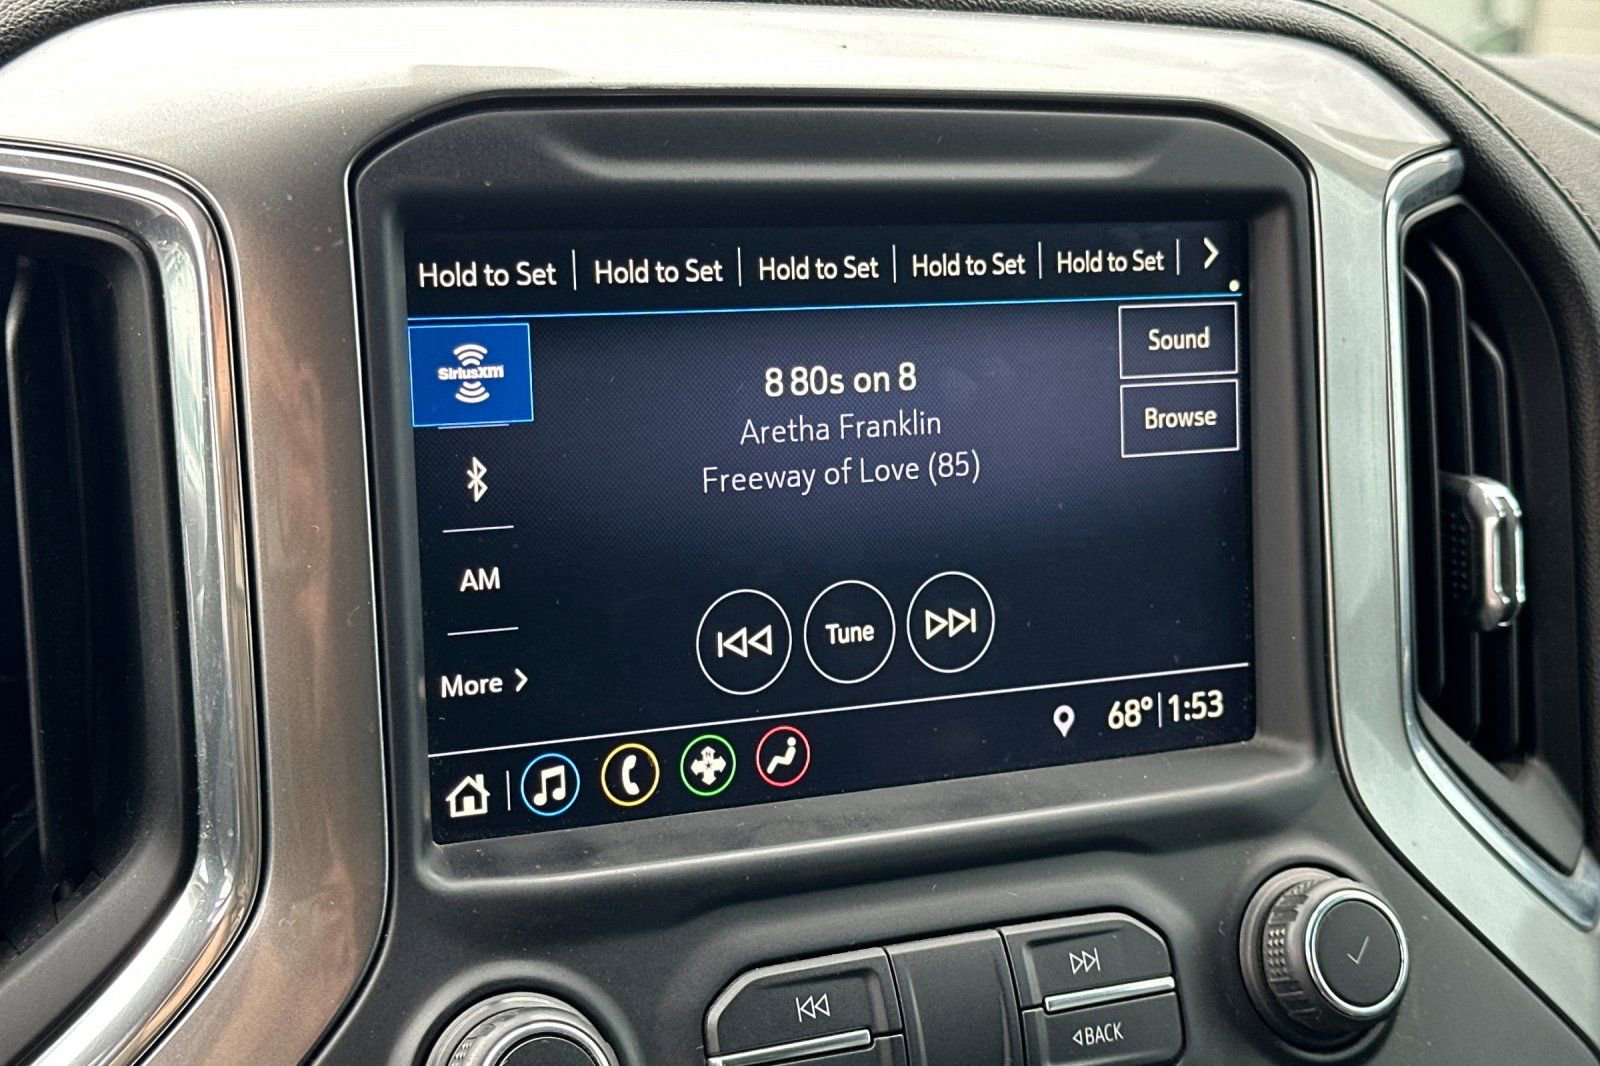 Hold to Set | Hold to Set | Hold to Set | Hold to Set | Hold to Set |
SiriusXM
8 80s on 8
Aretha Franklin
Freeway of Love (85)
Sound
Browse
AM
More
Tune
68° | 1:53
N
BACK